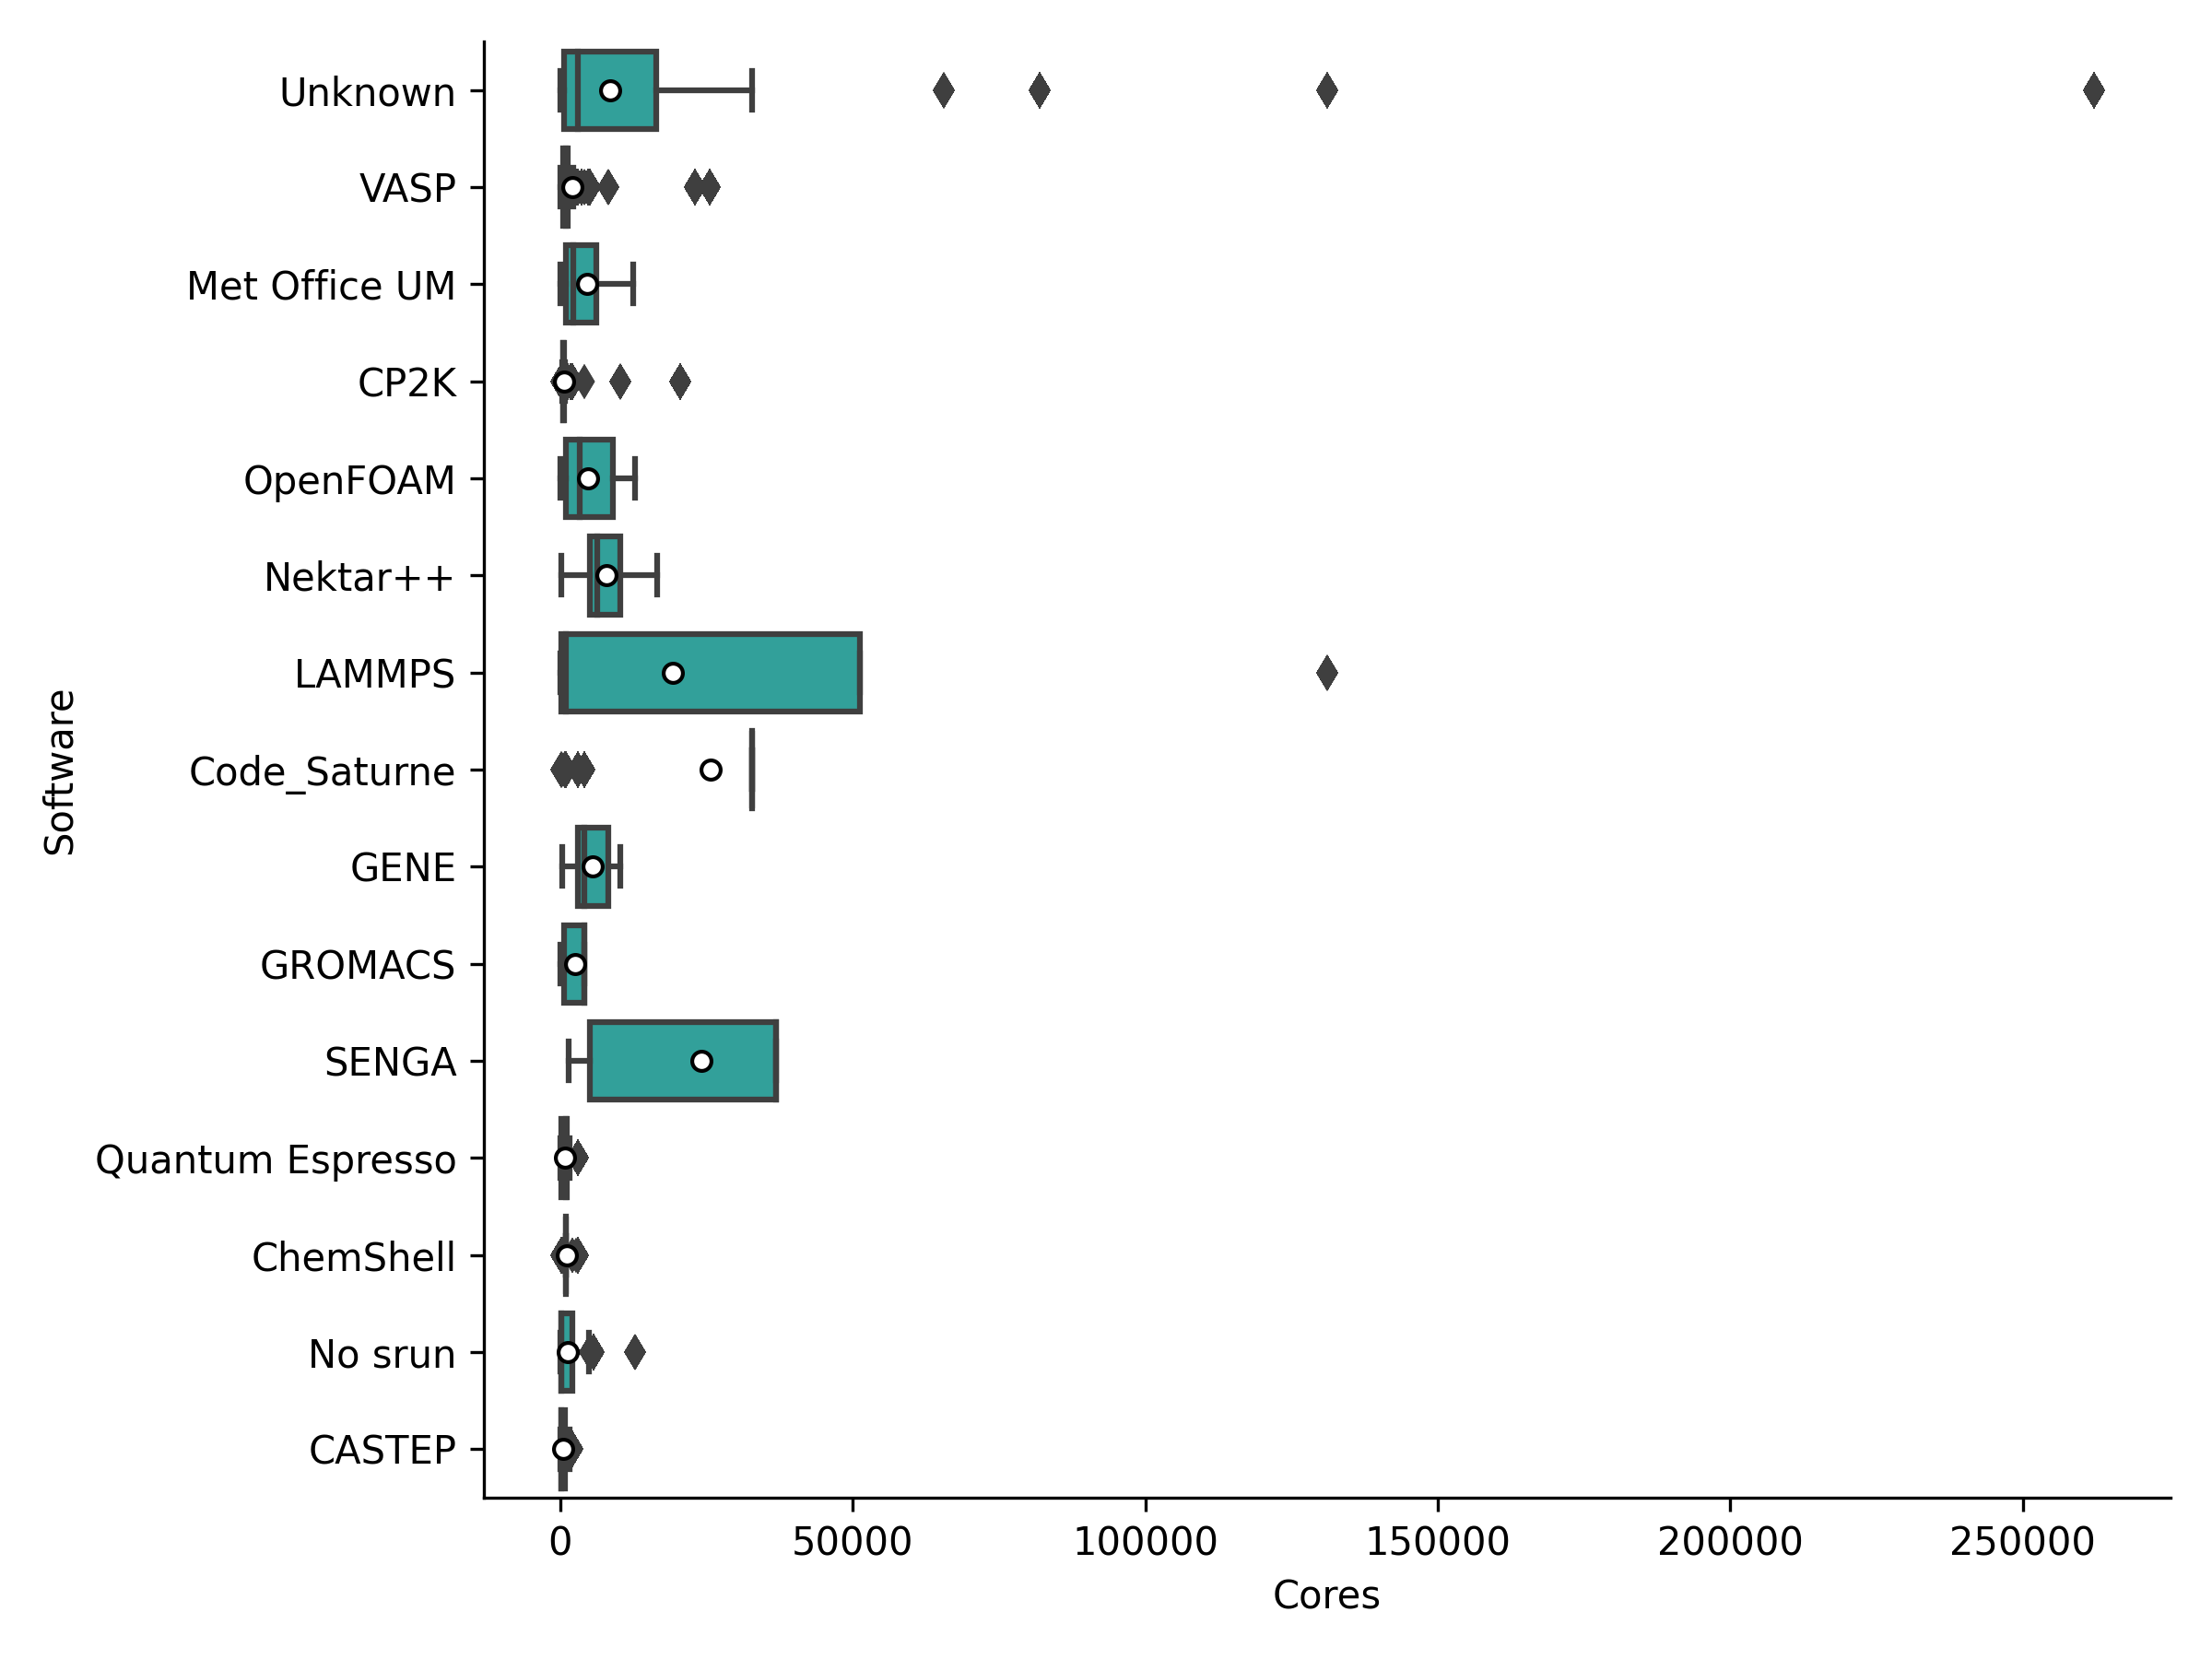 Unknown
VASP
Met Office UM
CP2K
OpenFOAM
Nektar++
LAMMPS
Code_Saturne
GENE
GROMACS
SENGA
Quantum Espresso
ChemShell
No srun
CASTEP
Software
0 50000 100000 150000 200000 250000
Cores